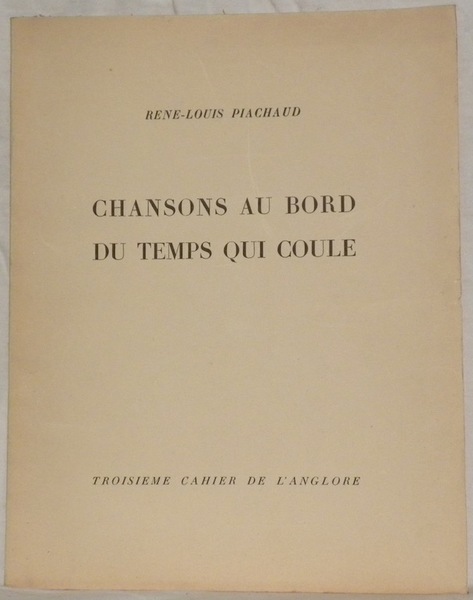 RENE-LOUIS PIACHAUD
CHANSONS AU BORD
DU TEMPS QUI COULE
TROISIEME CAHIER DE L'ANGLORE